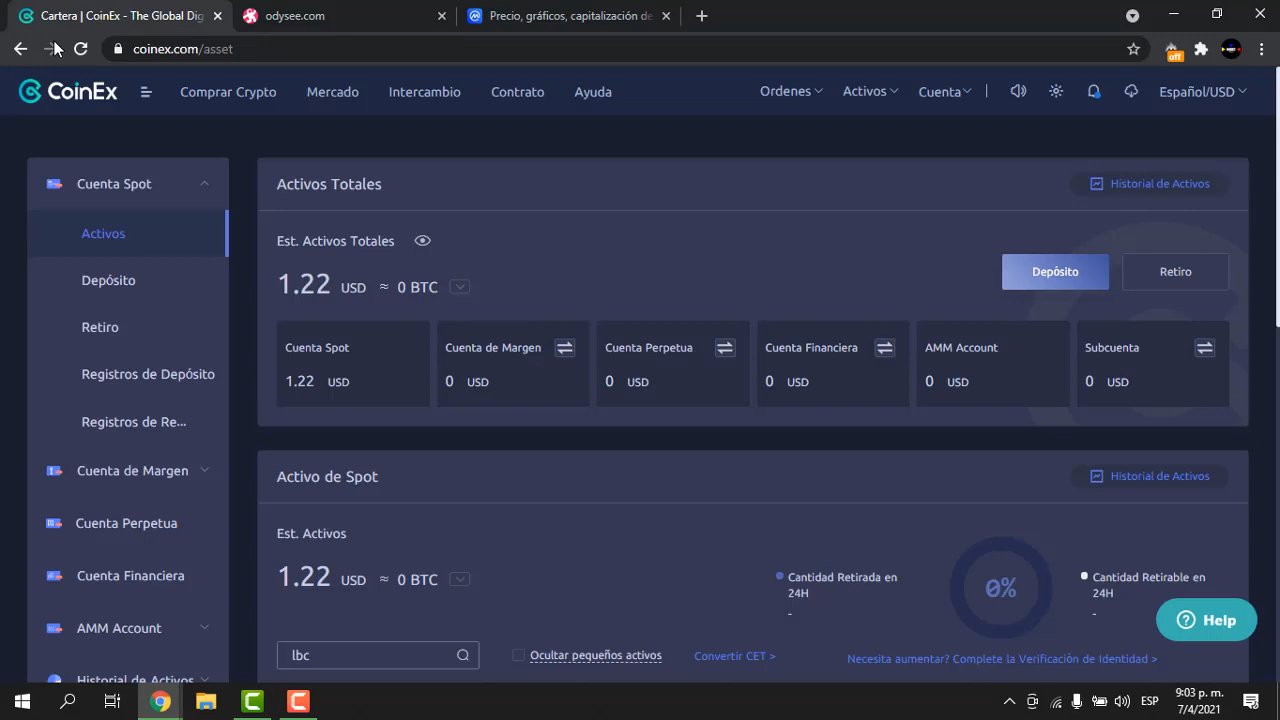 Cartera | CoinEx - The Global Dig
odysee.com
Precio, gráficos, capitalización de
coinex.com/asset
off
CoinEx
Comprar Crypto
Mercado
Intercambio
Contrato
Ayuda
Ordenes
Activos
Cuenta
Español/USD
Cuenta Spot
Activos
Depósito
Retiro
Registros de Depósito
Registros de Re...
Cuenta de Margen
Cuenta Perpetua
Cuenta Financiera
AMM Account
Historial de Activos
Activos Totales
Historial de Activos
Est. Activos Totales
1.22 USD ≈ 0 BTC
Depósito
Retiro
Cuenta Spot
1.22 USD
Cuenta de Margen
0 USD
Cuenta Perpetua
0 USD
Cuenta Financiera
0 USD
AMM Account
0 USD
Subcuenta
0 USD
Activo de Spot
Historial de Activos
Est. Activos
1.22 USD ≈ 0 BTC
Cantidad Retirada en
24H
-
0%
Cantidad Retirable en
24H
-
Help
lbc
Ocultar pequeños activos
Convertir CET >
Necesita aumentar? Complete la Verificación de Identidad >
ESP
9:03 p. m.
7/4/2021